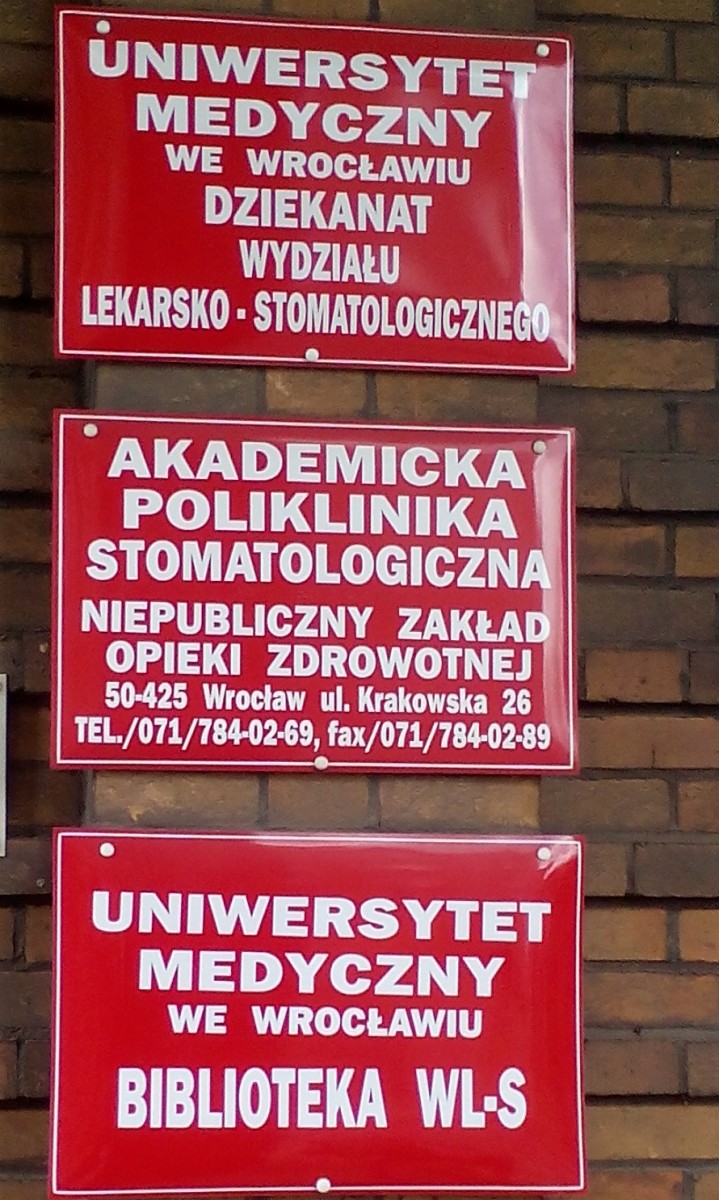 UNIWERSYTET
MEDYCZNY
WE WROCŁAWIU
DZIEKANAT
WYDZIAŁU
LEKARSKO - STOMATOLOGICZNEGO
AKADEMICKA
POLIKLINIKA
STOMATOLOGICZNA
NIEPUBLICZNY ZAKŁAD
OPIEKI ZDROWOTNEJ
50-425 Wrocław ul. Krakowska 26
TEL./071/784-02-69, fax/071/784-02-89
UNIWERSYTET
MEDYCZNY
WE WROCŁAWIU
BIBLIOTEKA WL-S